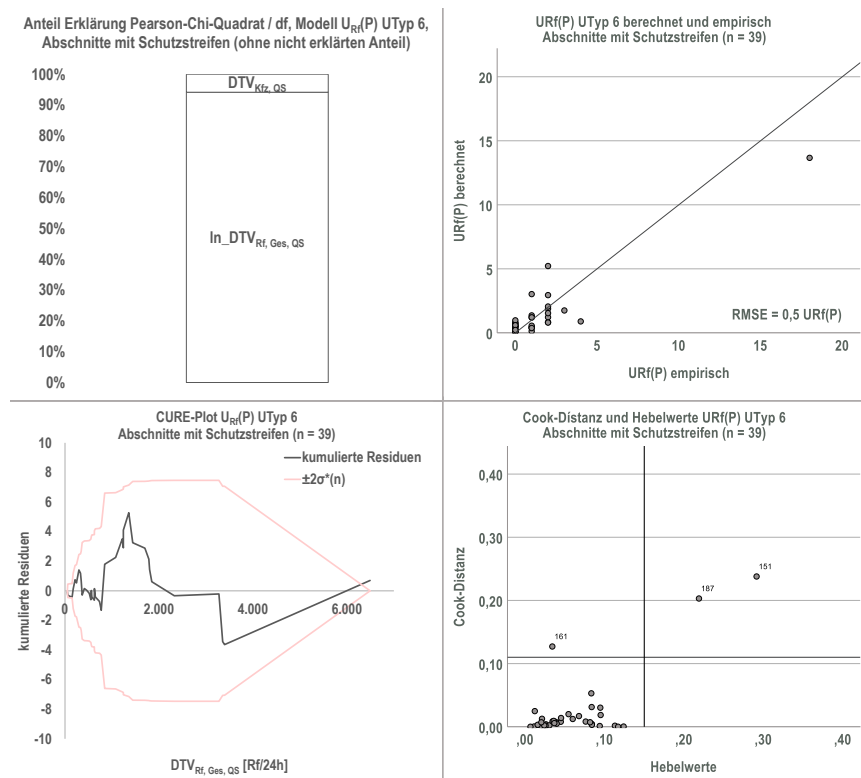 Anteil Erklärung Pearson-Chi-Quadrat / df, Modell URf(P) UTyp 6,
Abschnitte mit Schutzstreifen (ohne nicht erklärten Anteil)
100%
90%
80%
70%
60%
50%
40%
30%
20%
10%
0%
DTVKfz, QS
ln_DTVRf, Ges, QS
URf(P) UTyp 6 berechnet und empirisch
Abschnitte mit Schutzstreifen (n = 39)
URf(P) berechnet
20
15
10
5
0
RMSE = 0,5 URf(P)
0 5 10 15 20
URf(P) empirisch
CURE-Plot URf(P) UTyp 6
Abschnitte mit Schutzstreifen (n = 39)
kumulierte Residuen
±2σ*(n)
kumulierte Residuen
10
8
6
4
2
0
-2
-4
-6
-8
-10
0 2.000 4.000 6.000
DTVRf, Ges, QS [Rf/24h]
Cook-Distanz und Hebelwerte URf(P) UTyp 6
Abschnitte mit Schutzstreifen (n = 39)
Cook-Distanz
0,40
0,30
0,20
0,10
0,00
151
187
161
,00 ,10 ,20 ,30 ,40
Hebelwerte